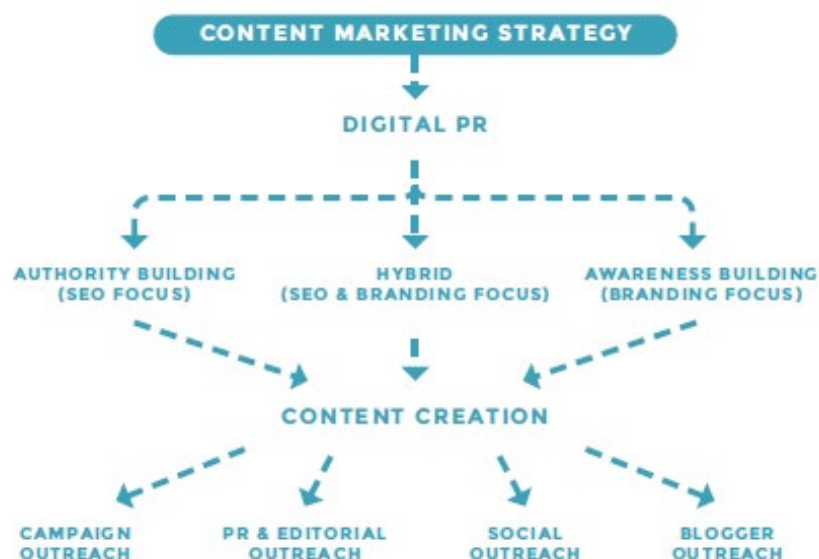 CONTENT MARKETING STRATEGY
DIGITAL PR
AUTHORITY BUILDING
(SEO FOCUS)
HYBRID
(SEO & BRANDING FOCUS)
AWARENESS BUILDING
(BRANDING FOCUS)
CONTENT CREATION
CAMPAIGN
OUTREACH
PR & EDITORIAL
OUTREACH
SOCIAL
OUTREACH
BLOGGER
OUTREACH